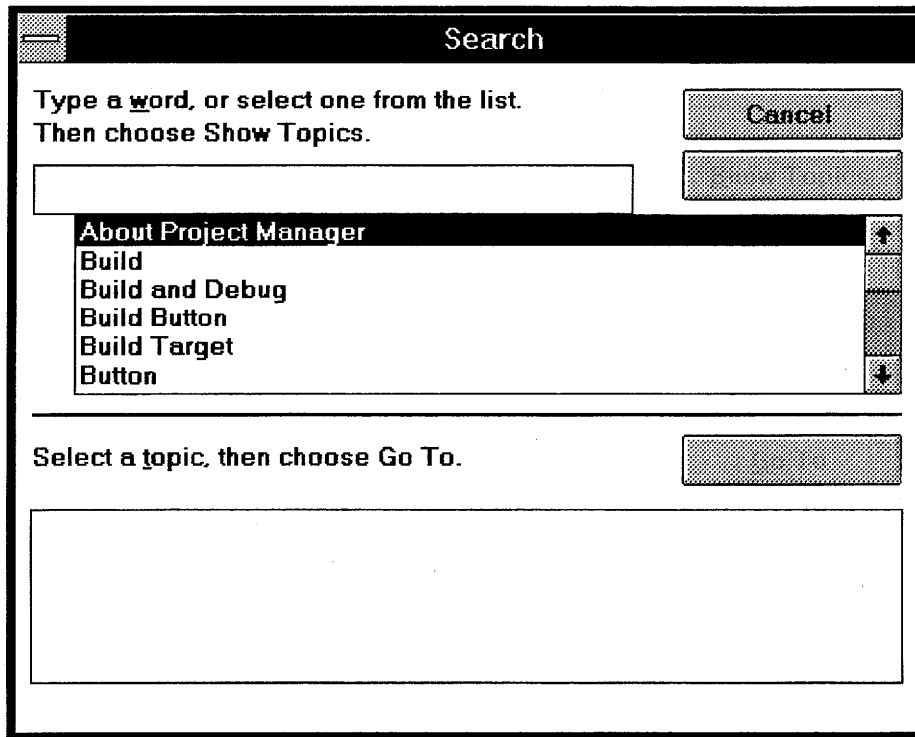 Search
Type a word, or select one from the list.
Then choose Show Topics.
Cancel
About Project Manager
Build
Build and Debug
Build Button
Build Target
Button
Select a topic, then choose Go To.